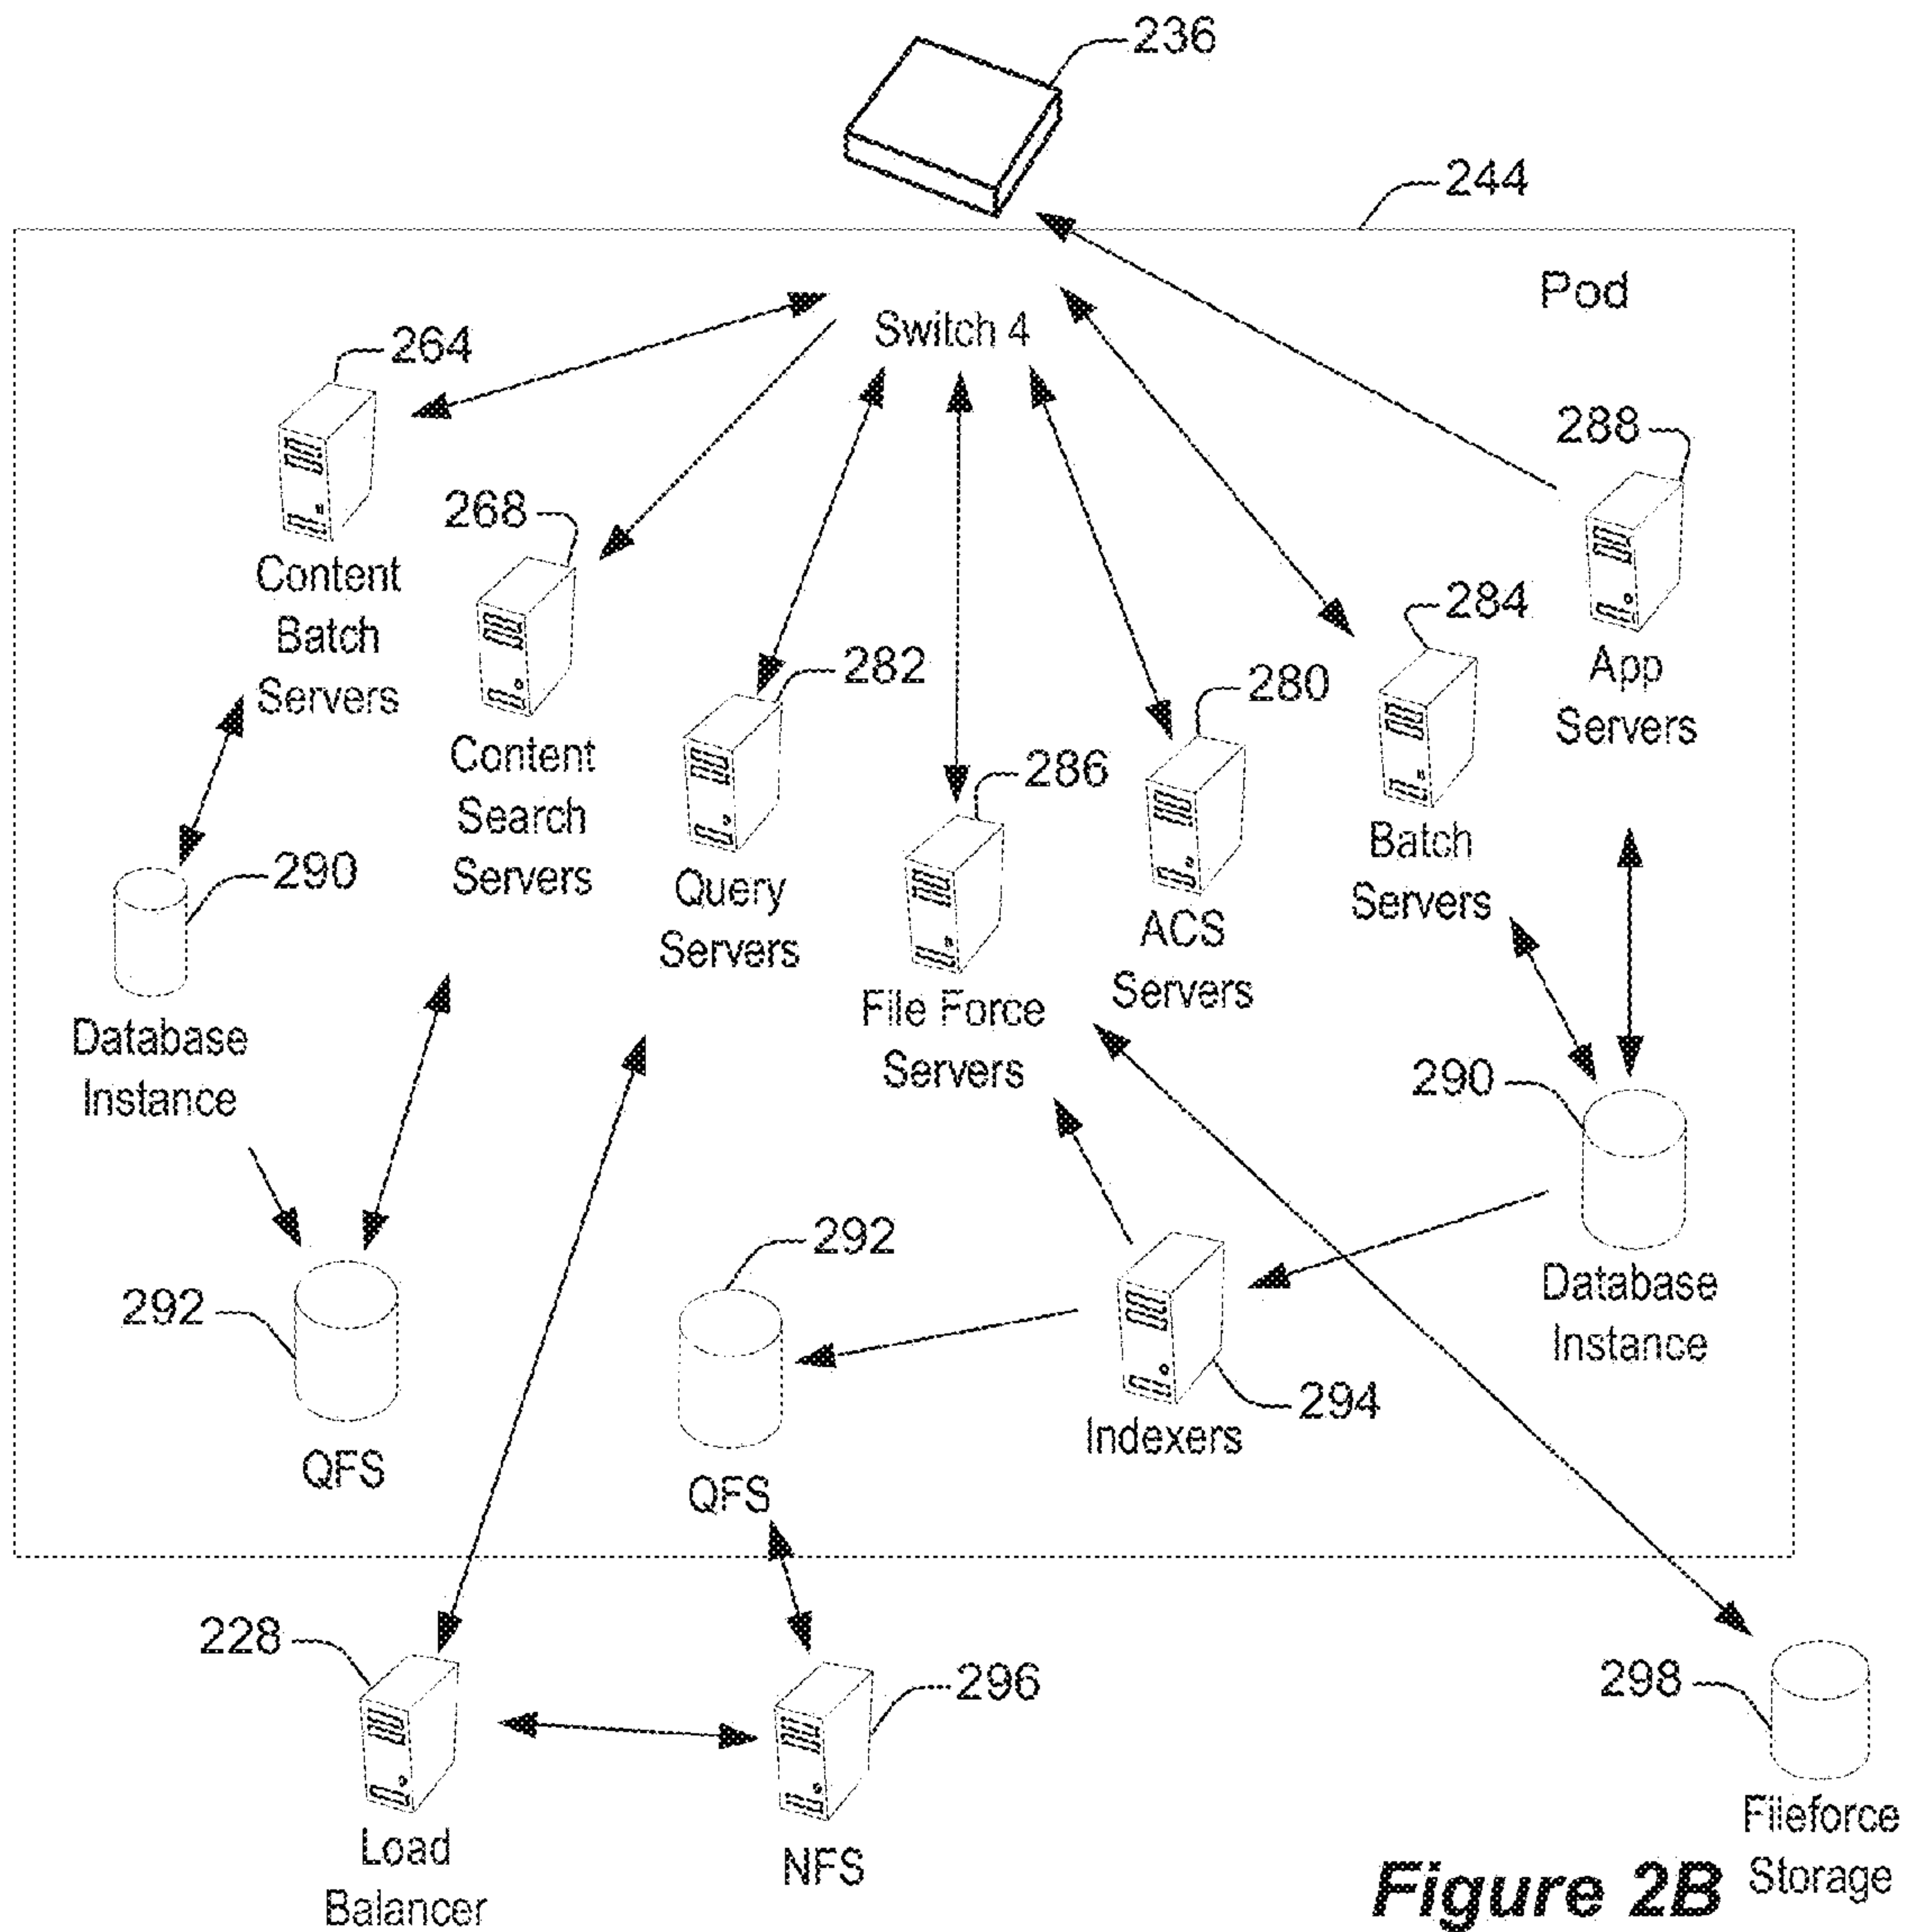 236
244
Pod
Switch 4
264
Content
Batch
Servers
268
Content
Search
Servers
282
Query
Servers
286
File Force
Servers
280
ACS
Servers
284
Batch
Servers
288
App
Servers
290
Database
Instance
290
Database
Instance
292
QFS
292
QFS
294
Indexers
228
Load
Balancer
296
NFS
298
Fileforce
Storage
Figure 2B